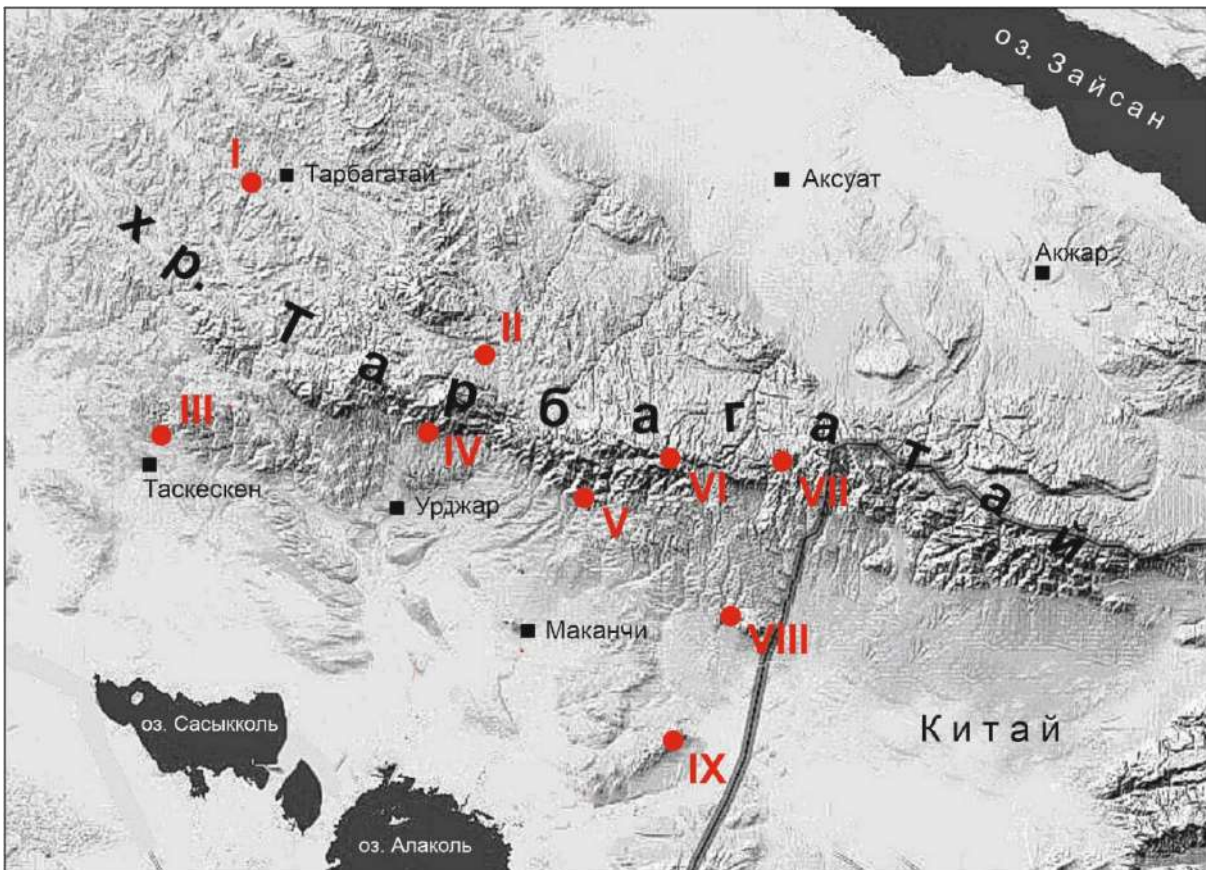 оз. Зайсан
I
Тарбагатай
Аксуат
Акжар
хр. Тарбагатай
II
III
Таскескен
IV
Урджар
V
VI
VII
VIII
Маканчи
IX
Китай
оз. Сасыкколь
оз. Алаколь